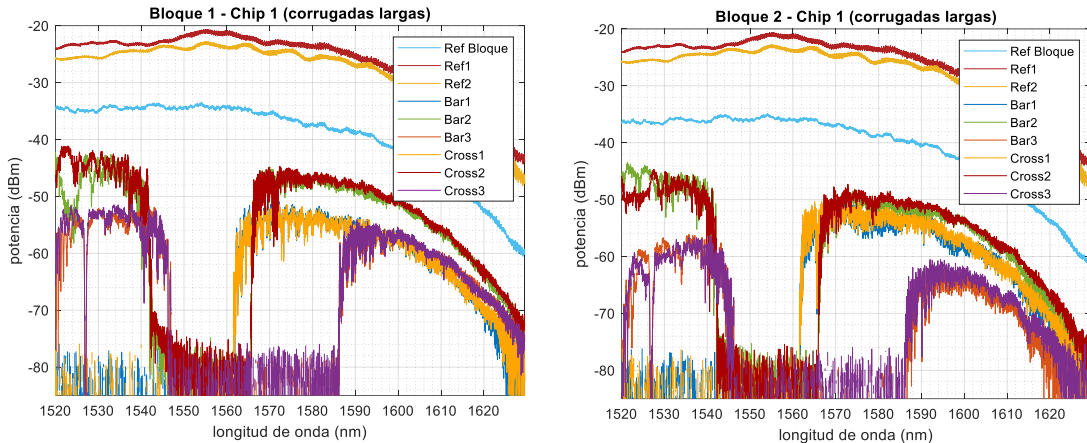 Bloque 1 - Chip 1 (corrugadas largas)
-20
-30
-40
-50
-60
-70
-80
potencia (dBm)
1520 1530 1540 1550 1560 1570 1580 1590 1600 1610 1620
longitud de onda (nm)
Ref Bloque
Ref1
Ref2
Bar1
Bar2
Bar3
Cross1
Cross2
Cross3
Bloque 2 - Chip 1 (corrugadas largas)
-20
-30
-40
-50
-60
-70
-80
potencia (dBm)
1520 1530 1540 1550 1560 1570 1580 1590 1600 1610 1620
longitud de onda (nm)
Ref Bloque
Ref1
Ref2
Bar1
Bar2
Bar3
Cross1
Cross2
Cross3